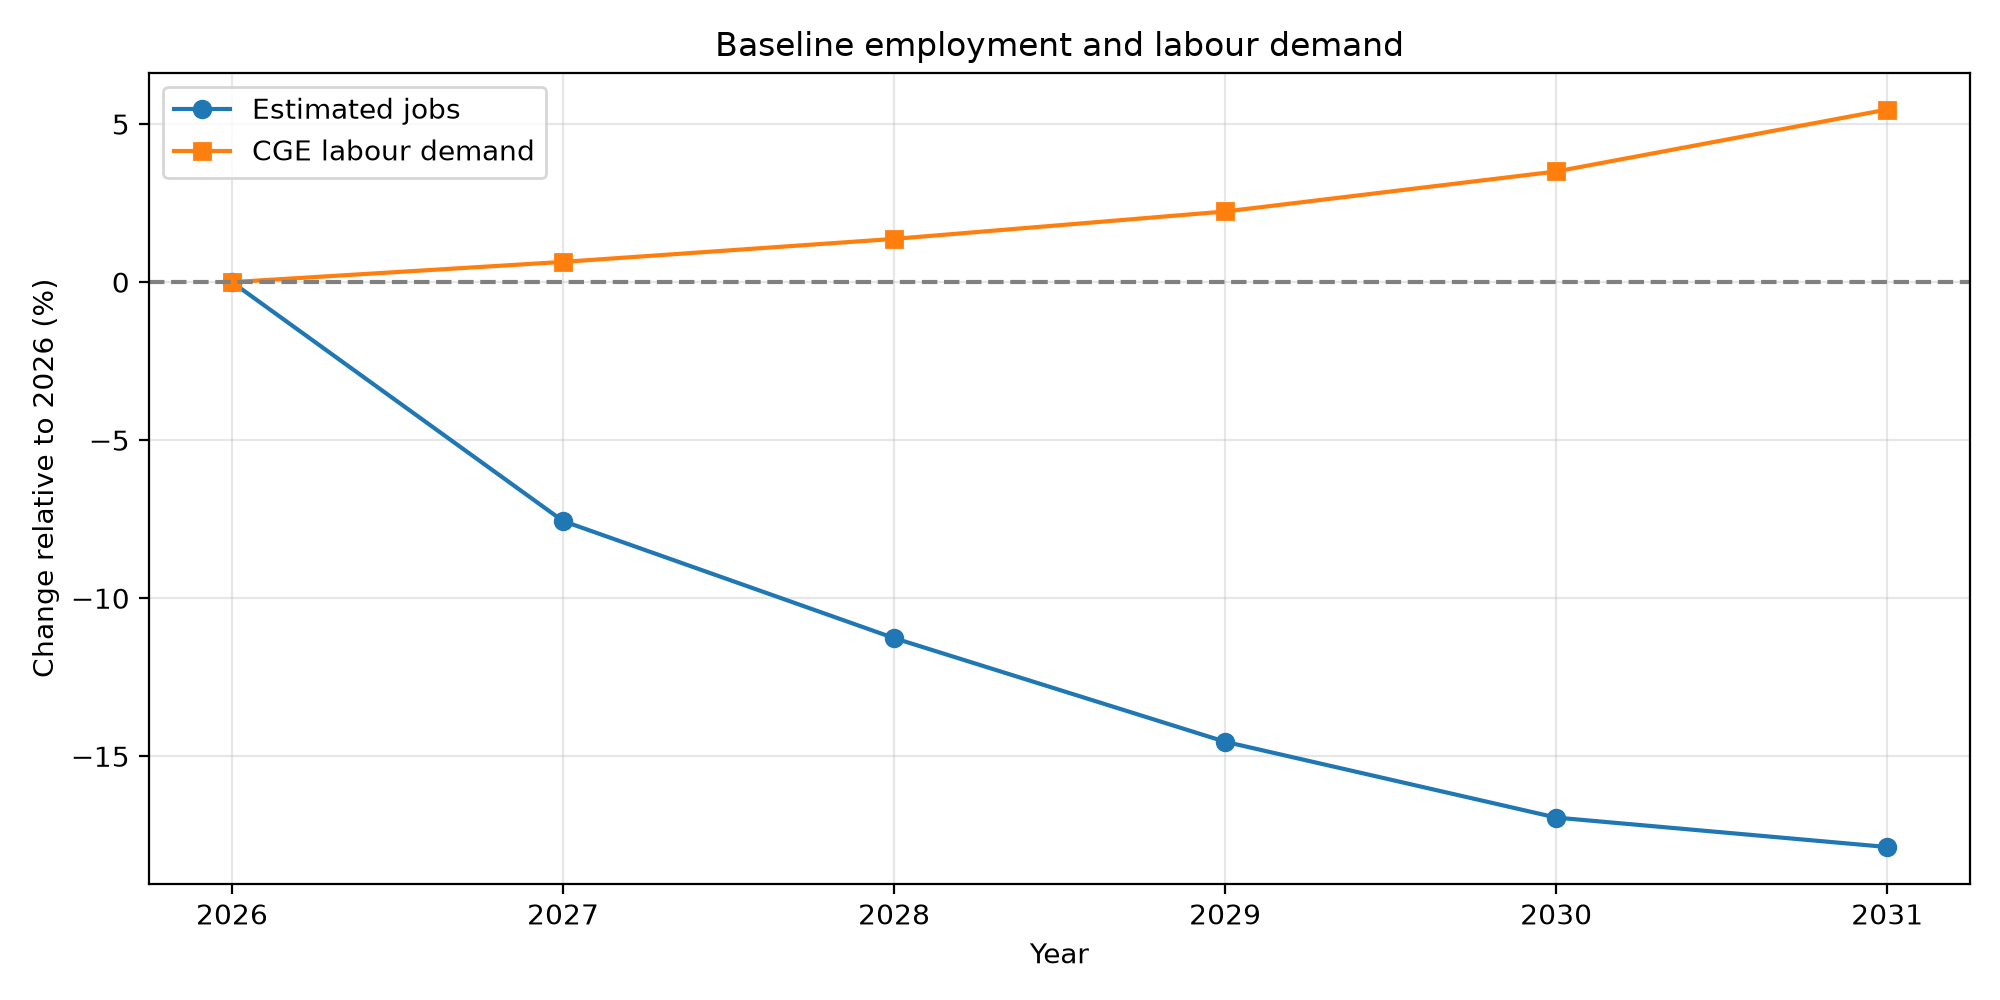 Baseline employment and labour demand
Estimated jobs
CGE labour demand
Change relative to 2026 (%)
5
0
−5
−10
−15
2026 2027 2028 2029 2030 2031
Year